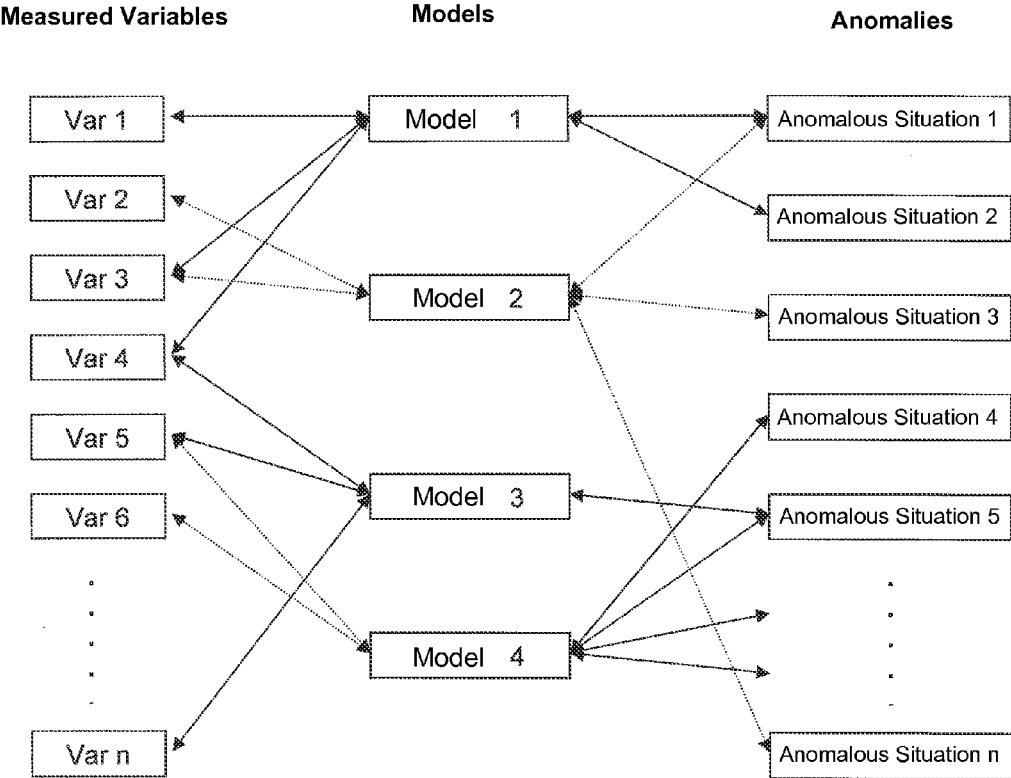 Measured Variables
Models
Anomalies
Var 1
Model 1
Anomalous Situation 1
Var 2
Anomalous Situation 2
Var 3
Model 2
Anomalous Situation 3
Var 4
Anomalous Situation 4
Var 5
Model 3
Anomalous Situation 5
Var 6
Model 4
Var n
Anomalous Situation n